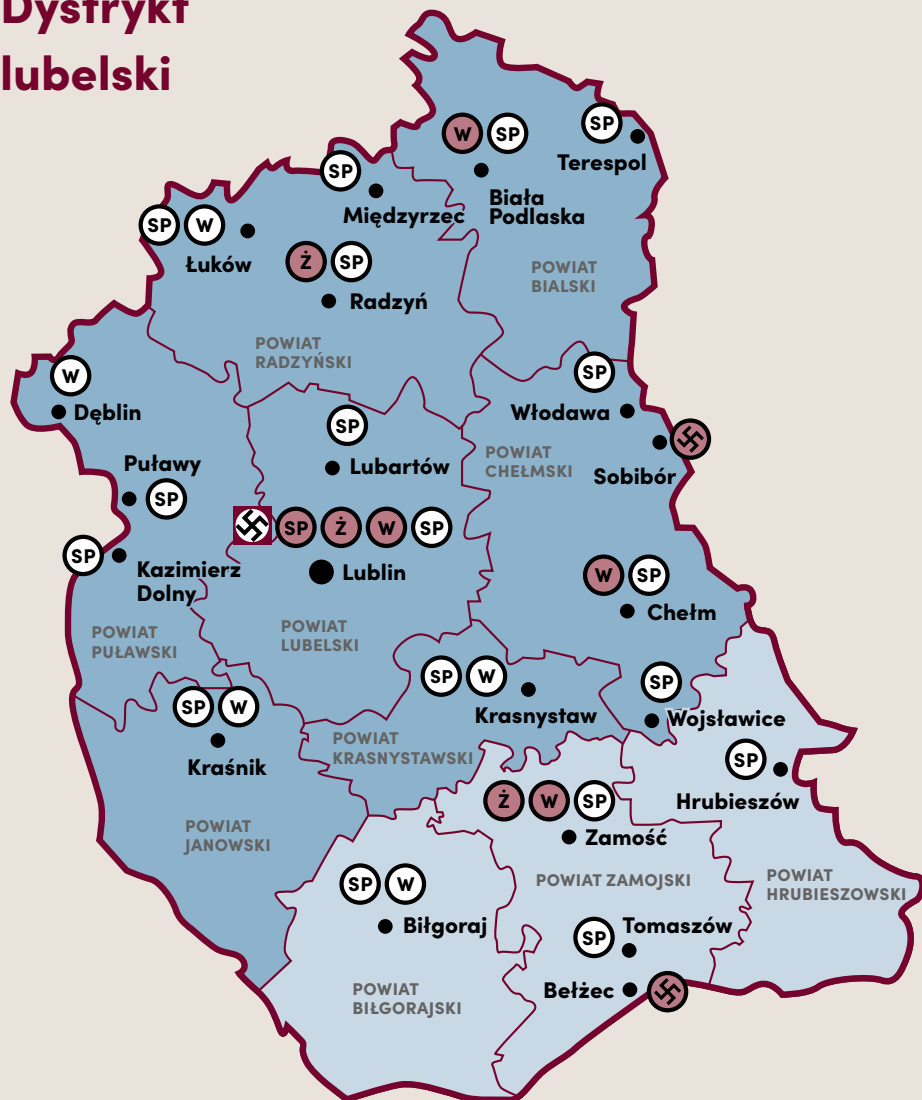 Dystrykt
lubelski
W SP
SP
Terespol
Biała
Podlaska
SP
Międzyrzec
SP W
Łuków
Ż SP
Radzyń
POWIAT
BIALSKI
POWIAT
RADZYŃSKI
W
Dęblin
SP
Włodawa
SP
Lubartów
POWIAT
CHEŁMSKI
Sobibór
Puławy
SP
SP Ż W SP
Lublin
SP
Kazimierz
Dolny
W SP
Chełm
POWIAT
PUŁAWSKI
POWIAT
LUBELSKI
SP W
Krasnystaw
SP
Wojsławice
SP W
Kraśnik
POWIAT
KRASNYSTAWSKI
SP
Hrubieszów
Ż W SP
Zamość
POWIAT
JANOWSKI
SP W
Biłgoraj
POWIAT ZAMOJSKI
POWIAT
HRUBIESZOWSKI
SP
Tomaszów
Bełżec
POWIAT
BIŁGORAJSKI